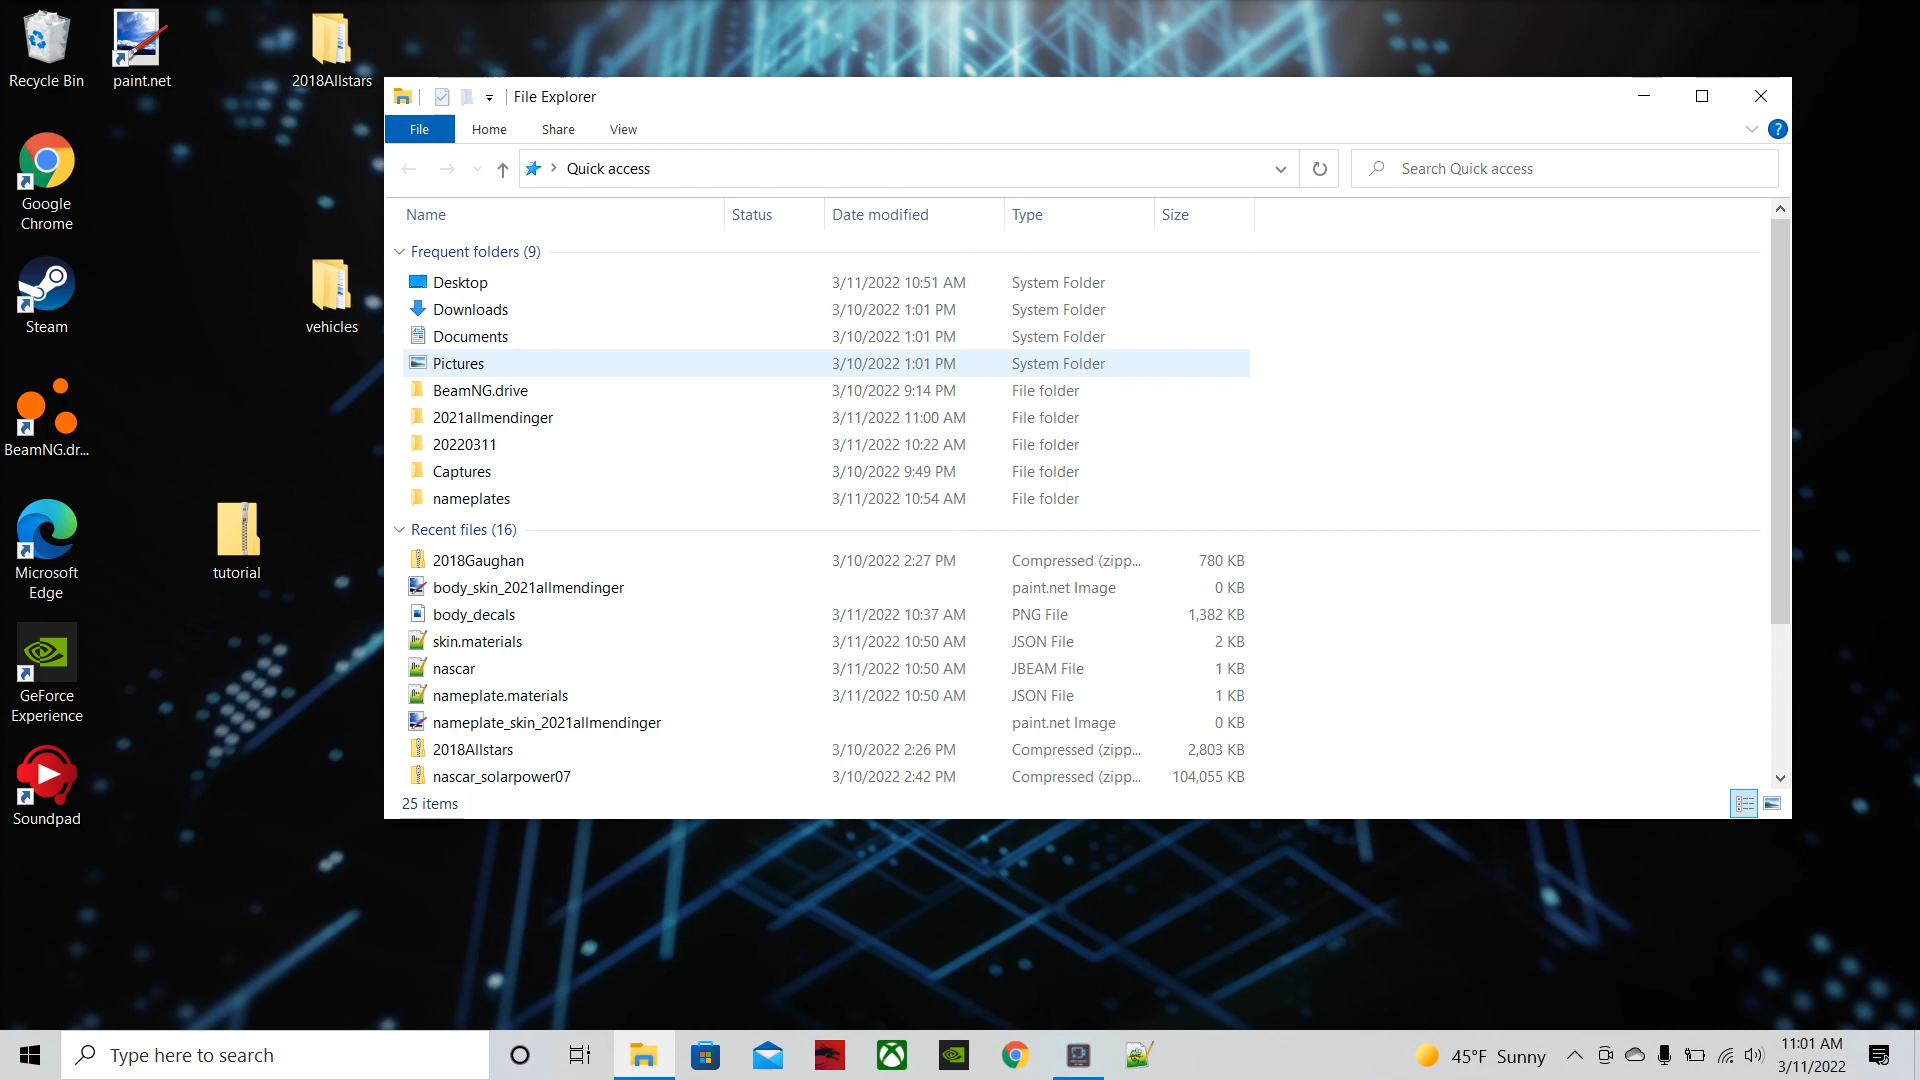 Recycle Bin
paint.net
2018Allstars
Google
Chrome
Steam
vehicles
BeamNG.dr...
Microsoft
Edge
tutorial
GeForce
Experience
Soundpad
File Explorer
File Home Share View
?
Quick access
Search Quick access
Name Status Date modified Type Size
Frequent folders (9)
Desktop 3/11/2022 10:51 AM System Folder
Downloads 3/10/2022 1:01 PM System Folder
Documents 3/10/2022 1:01 PM System Folder
Pictures 3/10/2022 1:01 PM System Folder
BeamNG.drive 3/10/2022 9:14 PM File folder
2021allmendinger 3/11/2022 11:00 AM File folder
20220311 3/11/2022 10:22 AM File folder
Captures 3/10/2022 9:49 PM File folder
nameplates 3/11/2022 10:54 AM File folder
Recent files (16)
2018Gaughan 3/10/2022 2:27 PM Compressed (zipp... 780 KB
body_skin_2021allmendinger paint.net Image 0 KB
body_decals 3/11/2022 10:37 AM PNG File 1,382 KB
skin.materials 3/11/2022 10:50 AM JSON File 2 KB
nascar 3/11/2022 10:50 AM JBEAM File 1 KB
nameplate.materials 3/11/2022 10:50 AM JSON File 1 KB
nameplate_skin_2021allmendinger paint.net Image 0 KB
2018Allstars 3/10/2022 2:26 PM Compressed (zipp... 2,803 KB
nascar_solarpower07 3/10/2022 2:42 PM Compressed (zipp... 104,055 KB
25 items
Type here to search
45°F Sunny
11:01 AM
3/11/2022